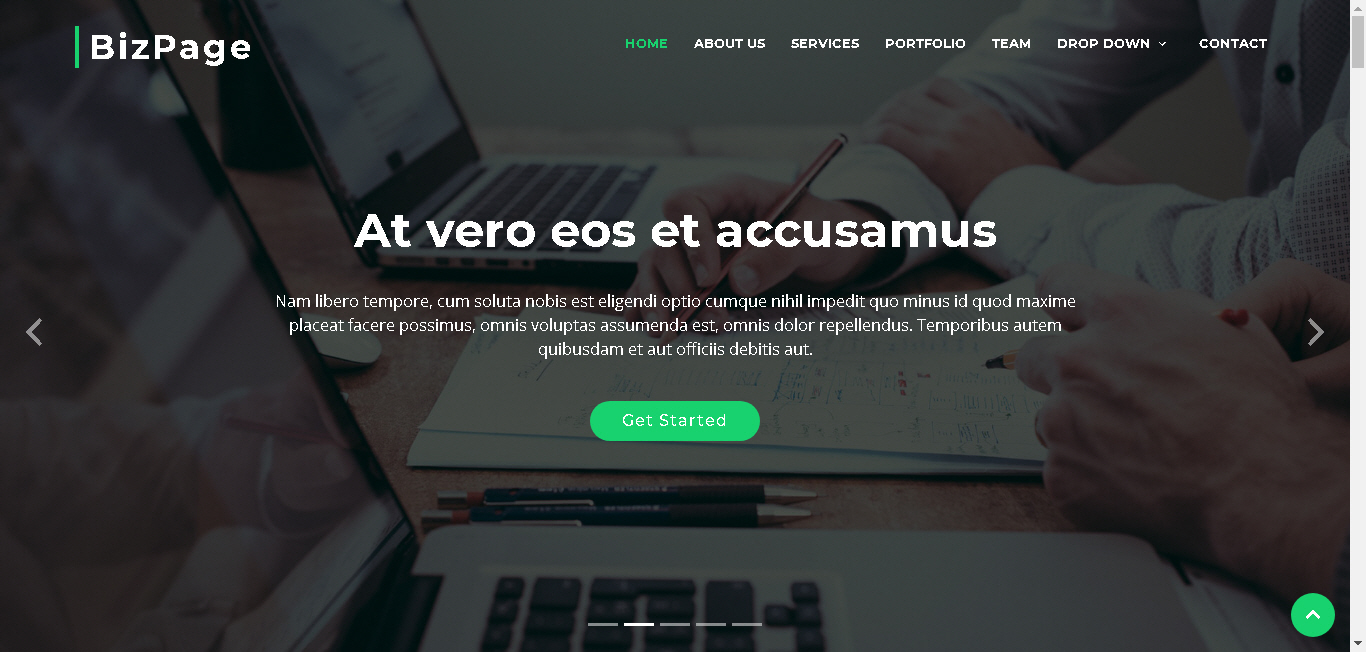 BizPage
HOME ABOUT US SERVICES PORTFOLIO TEAM DROP DOWN CONTACT
At vero eos et accusamus
Nam libero tempore, cum soluta nobis est eligendi optio cumque nihil impedit quo minus id quod maxime
placeat facere possimus, omnis voluptas assumenda est, omnis dolor repellendus. Temporibus autem
quibusdam et aut officiis debitis aut.
Get Started